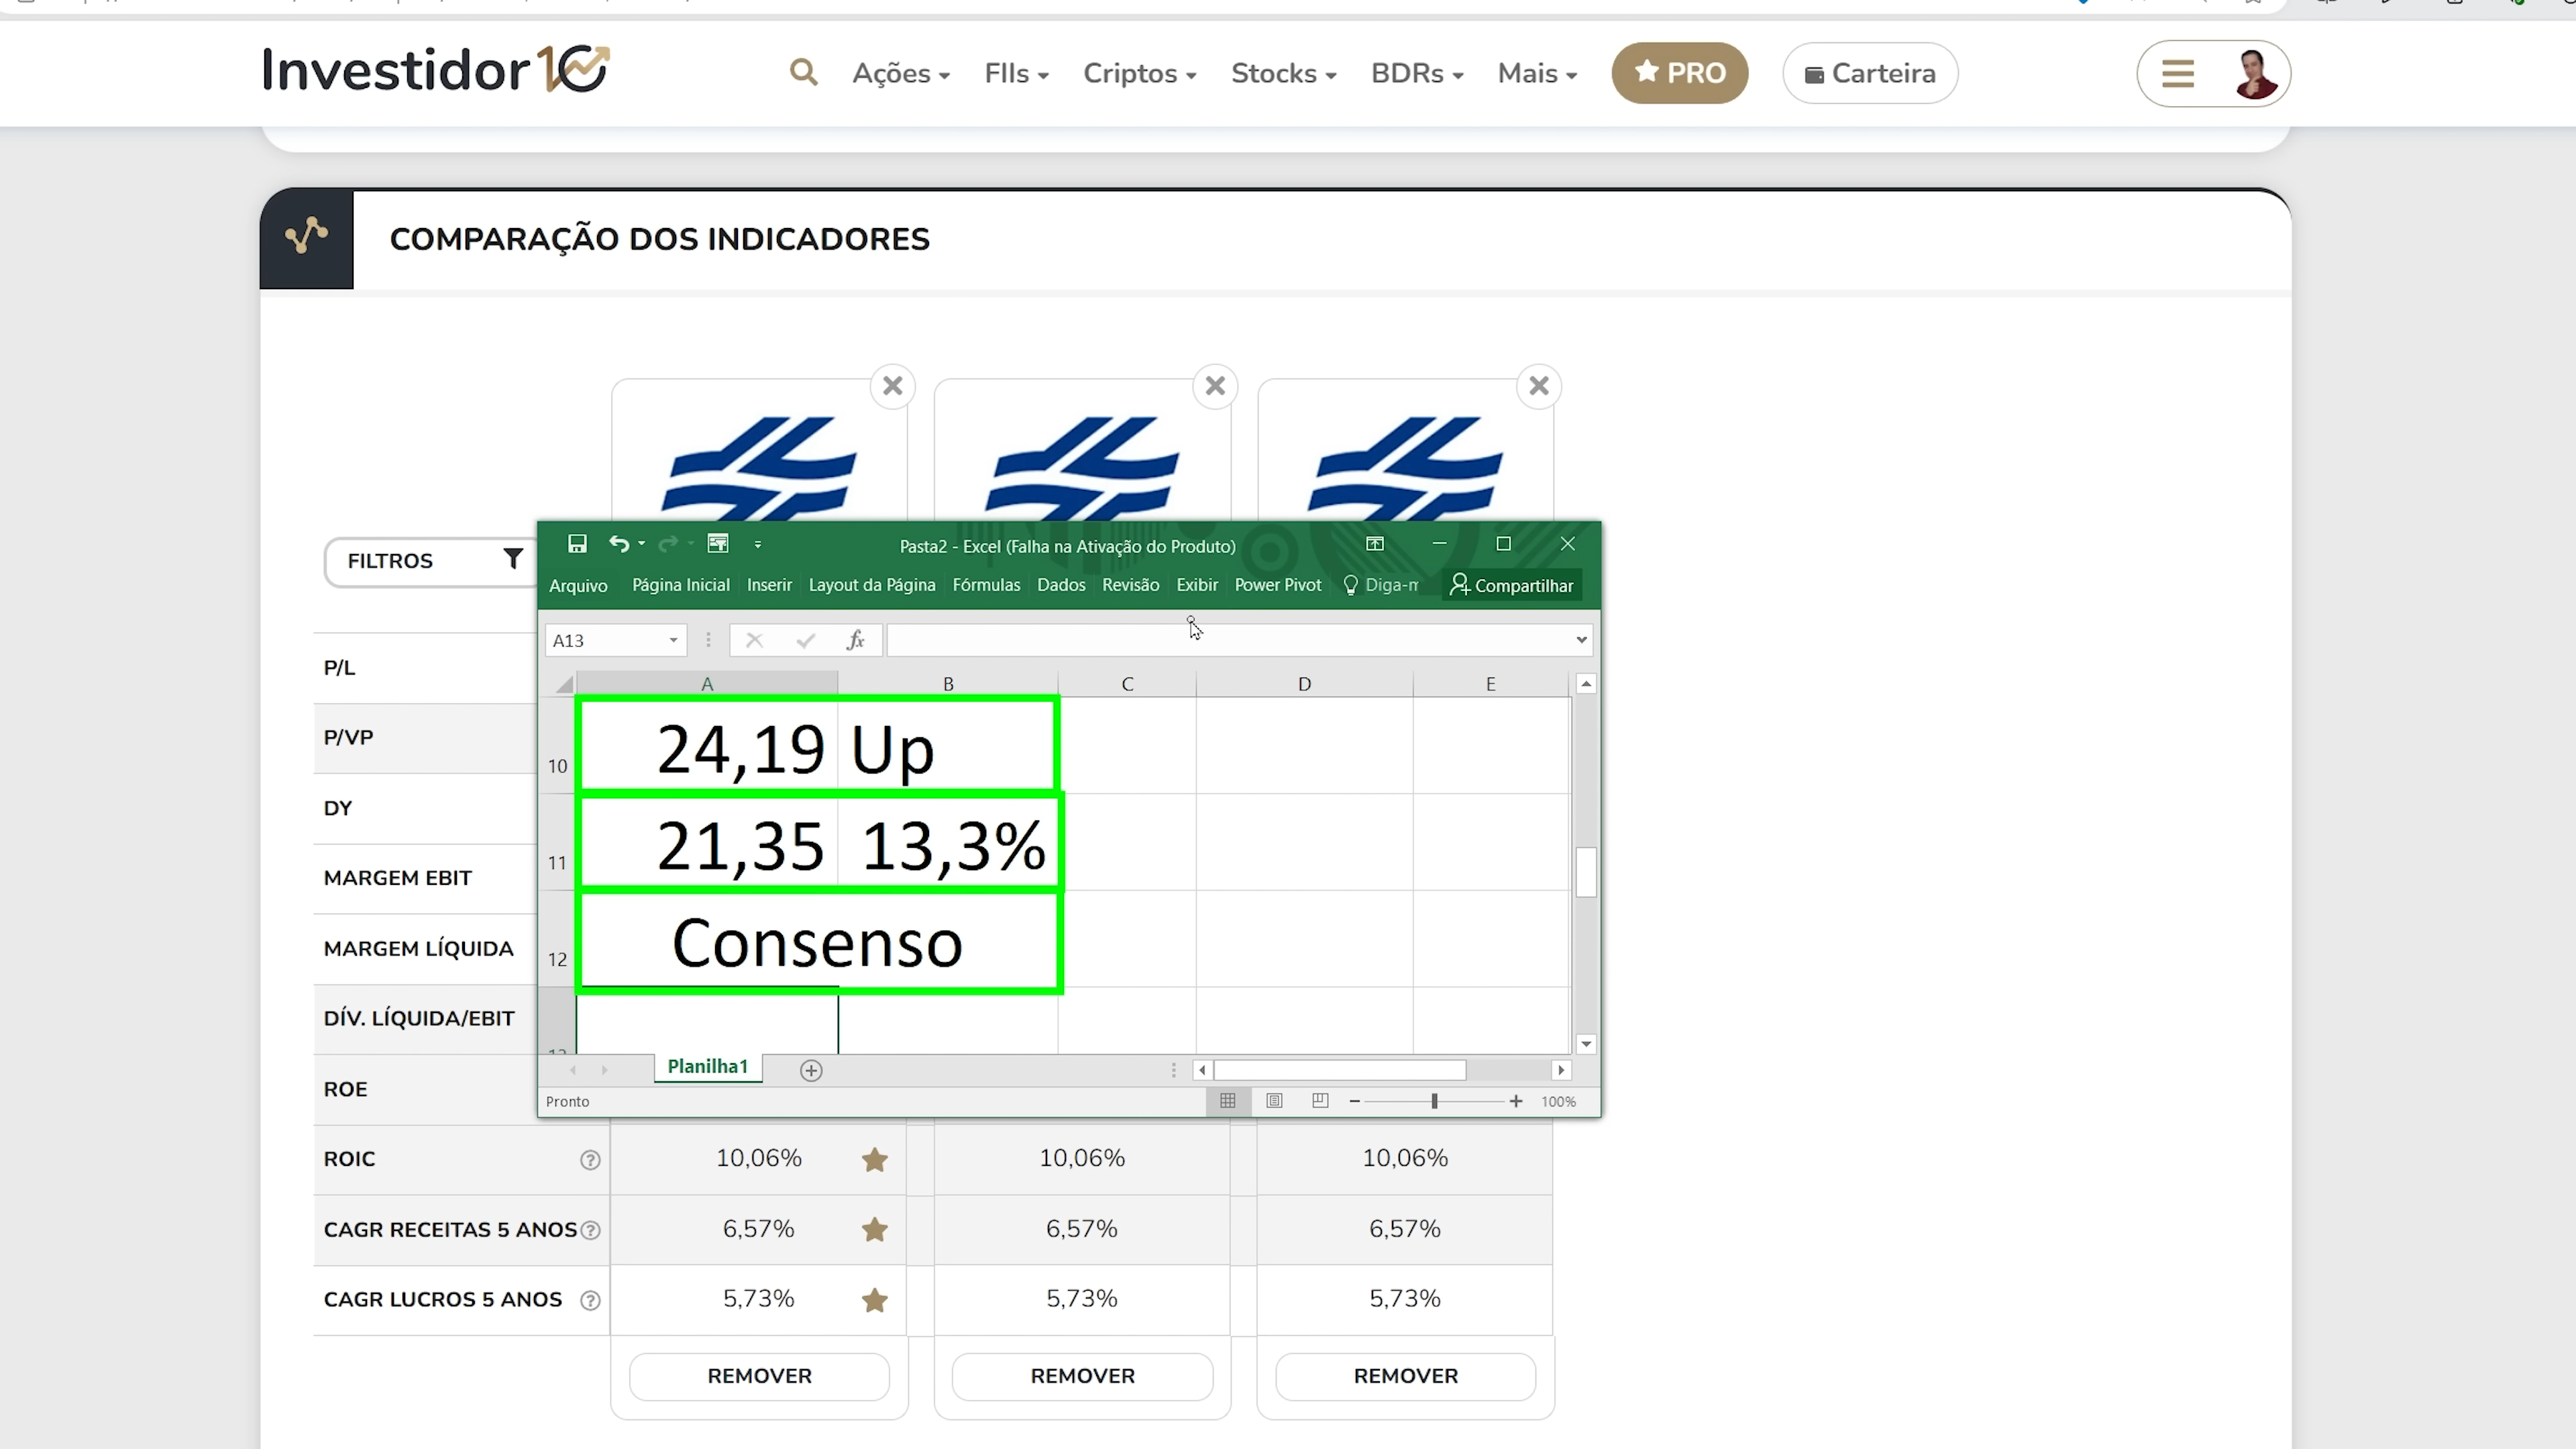 Investidor10
Ações FIIs Criptos Stocks BDRs Mais PRO Carteira
COMPARAÇÃO DOS INDICADORES
FILTROS
Pasta2 - Excel (Falha na Ativação do Produto)
Arquivo Página Inicial Inserir Layout da Página Fórmulas Dados Revisão Exibir Power Pivot Diga-m Compartilhar
A13 fx
A B C D E
10 24,19 Up
11 21,35 13,3%
12 Consenso
Planilha1
Pronto 100%
P/L
P/VP
DY
MARGEM EBIT
MARGEM LÍQUIDA
DÍV. LÍQUIDA/EBIT
ROE
ROIC ? 10,06% 10,06% 10,06%
CAGR RECEITAS 5 ANOS ? 6,57% 6,57% 6,57%
CAGR LUCROS 5 ANOS ? 5,73% 5,73% 5,73%
REMOVER REMOVER REMOVER